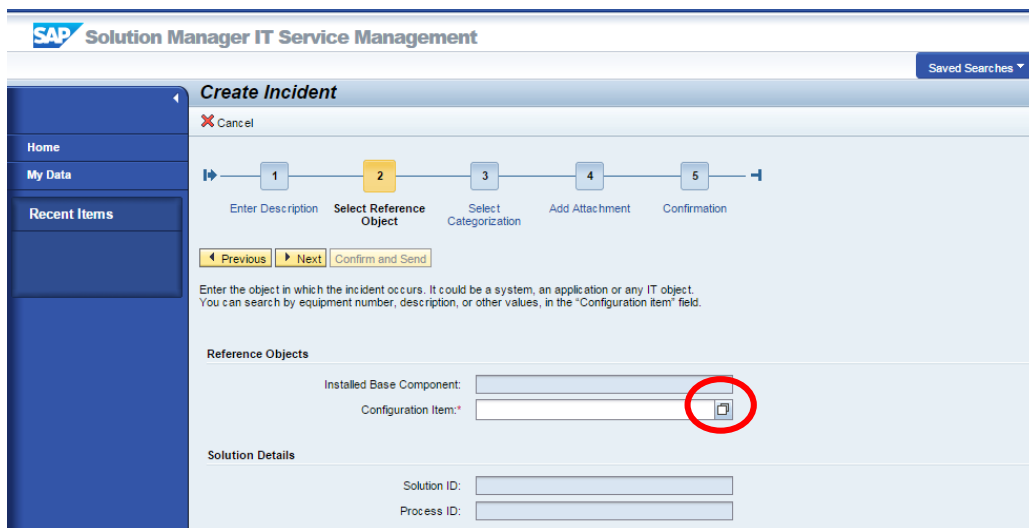 SAP Solution Manager IT Service Management
Saved Searches
Create Incident
Cancel
Home
My Data
Recent Items
1 2 3 4 5
Enter Description Select Reference Select Add Attachment Confirmation
Object Categorization
Previous Next Confirm and Send
Enter the object in which the incident occurs. It could be a system, an application or any IT object.
You can search by equipment number, description, or other values, in the "Configuration item" field.
Reference Objects
Installed Base Component:
Configuration Item:*
Solution Details
Solution ID:
Process ID: